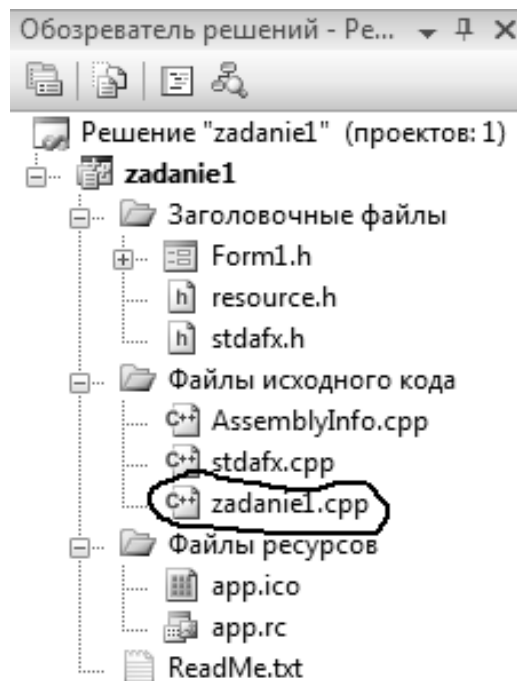 Обозреватель решений - Ре...
Решение "zadanie1" (проектов: 1)
zadanie1
Заголовочные файлы
Form1.h
resource.h
stdafx.h
Файлы исходного кода
AssemblyInfo.cpp
stdafx.cpp
zadanie1.cpp
Файлы ресурсов
app.ico
app.rc
ReadMe.txt